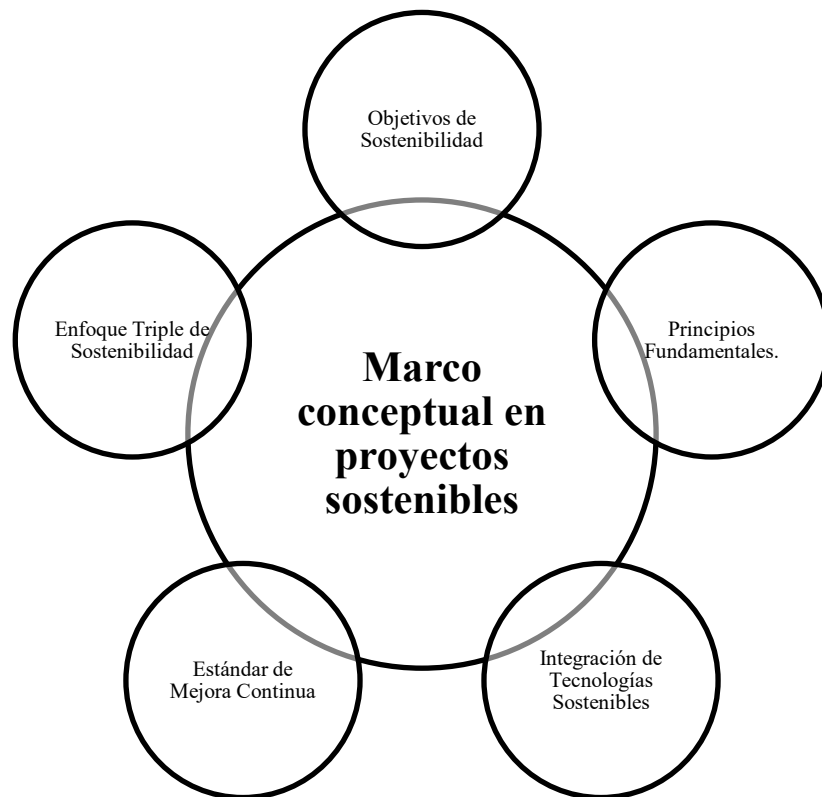 Objetivos de
Sostenibilidad
Enfoque Triple de
Sostenibilidad
Principios
Fundamentales.
Marco
conceptual en
proyectos
sostenibles
Estándar de
Mejora Continua
Integración de
Tecnologías
Sostenibles